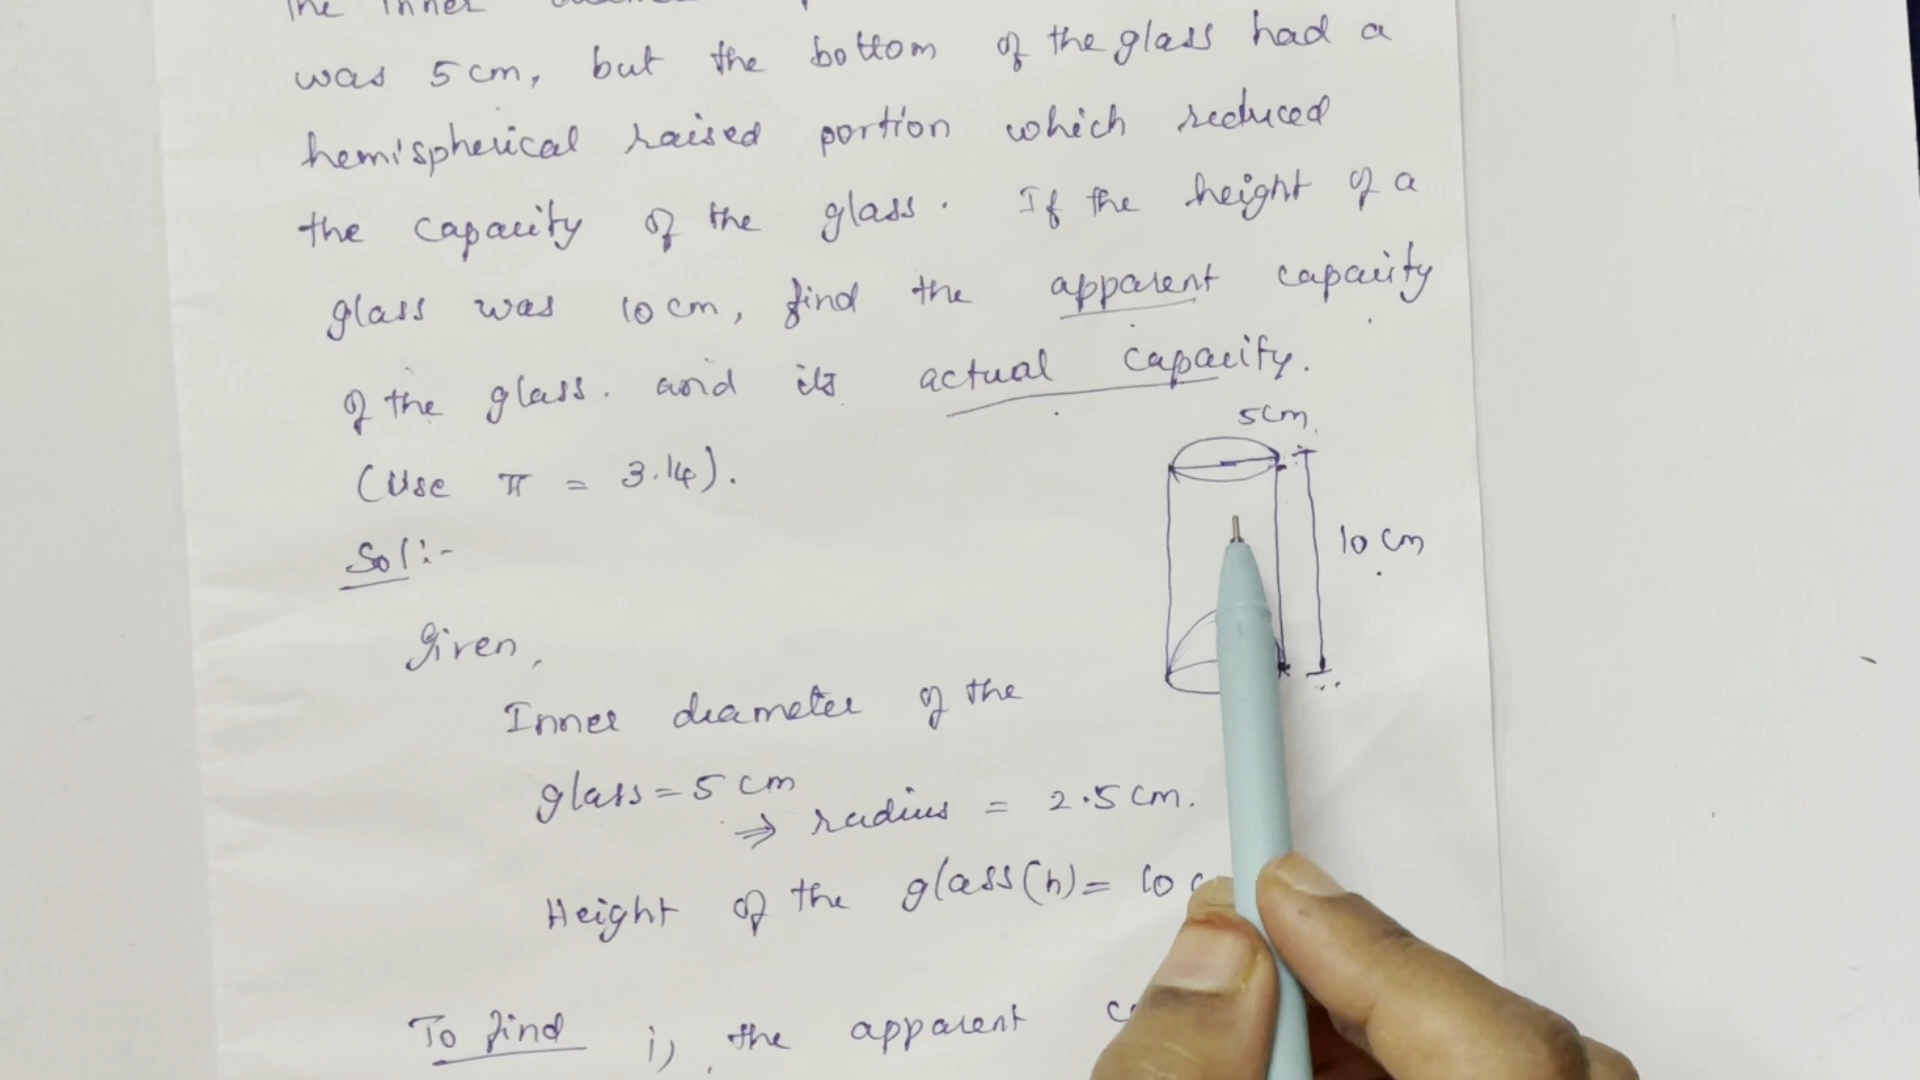 The inner
was 5 cm, but the bottom of the glass had a
hemispherical raised portion which reduced
the capacity of the glass. If the height of a
glass was 10 cm, find the apparent capacity
of the glass. and its actual capacity.
5cm
(Use π = 3.14).
10 cm
Sol:-
Given,
Inner diameter of the
glass = 5 cm
⇒ radius = 2.5 cm.
Height of the glass (h) = 10 c
To find i), the apparent